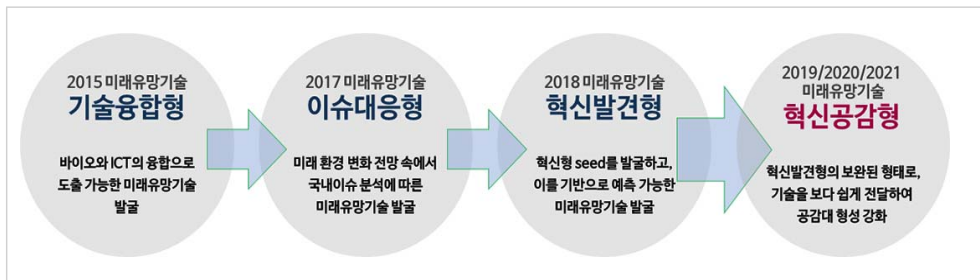 2015 미래유망기술
기술융합형
바이오와 ICT의 융합으로
도출 가능한 미래유망기술
발굴
2017 미래유망기술
이슈대응형
미래 환경 변화 전망 속에서
국내이슈 분석에 따른
미래유망기술 발굴
2018 미래유망기술
혁신발견형
혁신형 seed를 발굴하고,
이를 기반으로 예측 가능한
미래유망기술 발굴
2019/2020/2021
미래유망기술
혁신공감형
혁신발견형의 보완된 형태로,
기술을 보다 쉽게 전달하여
공감대 형성 강화